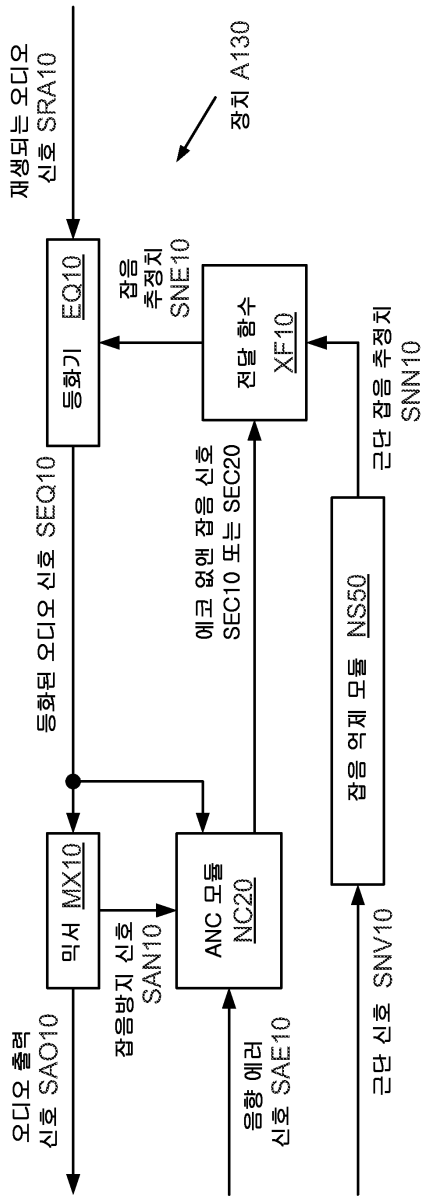 재생되는 오디오
신호 SRA10
장치 A130
등화기 EQ10
잡음
추정치
SNE10
전달 함수
XF10
근단 잡음 추정치
SNN10
등화된 오디오 신호 SEQ10
에코 없앤 잡음 신호
SEC10 또는 SEC20
잡음 억제 모듈 NS50
믹서 MX10
잡음방지 신호
SAN10
ANC 모듈
NC20
오디오 출력
신호 SAO10
음향 에러
신호 SAE10
근단 신호 SNV10